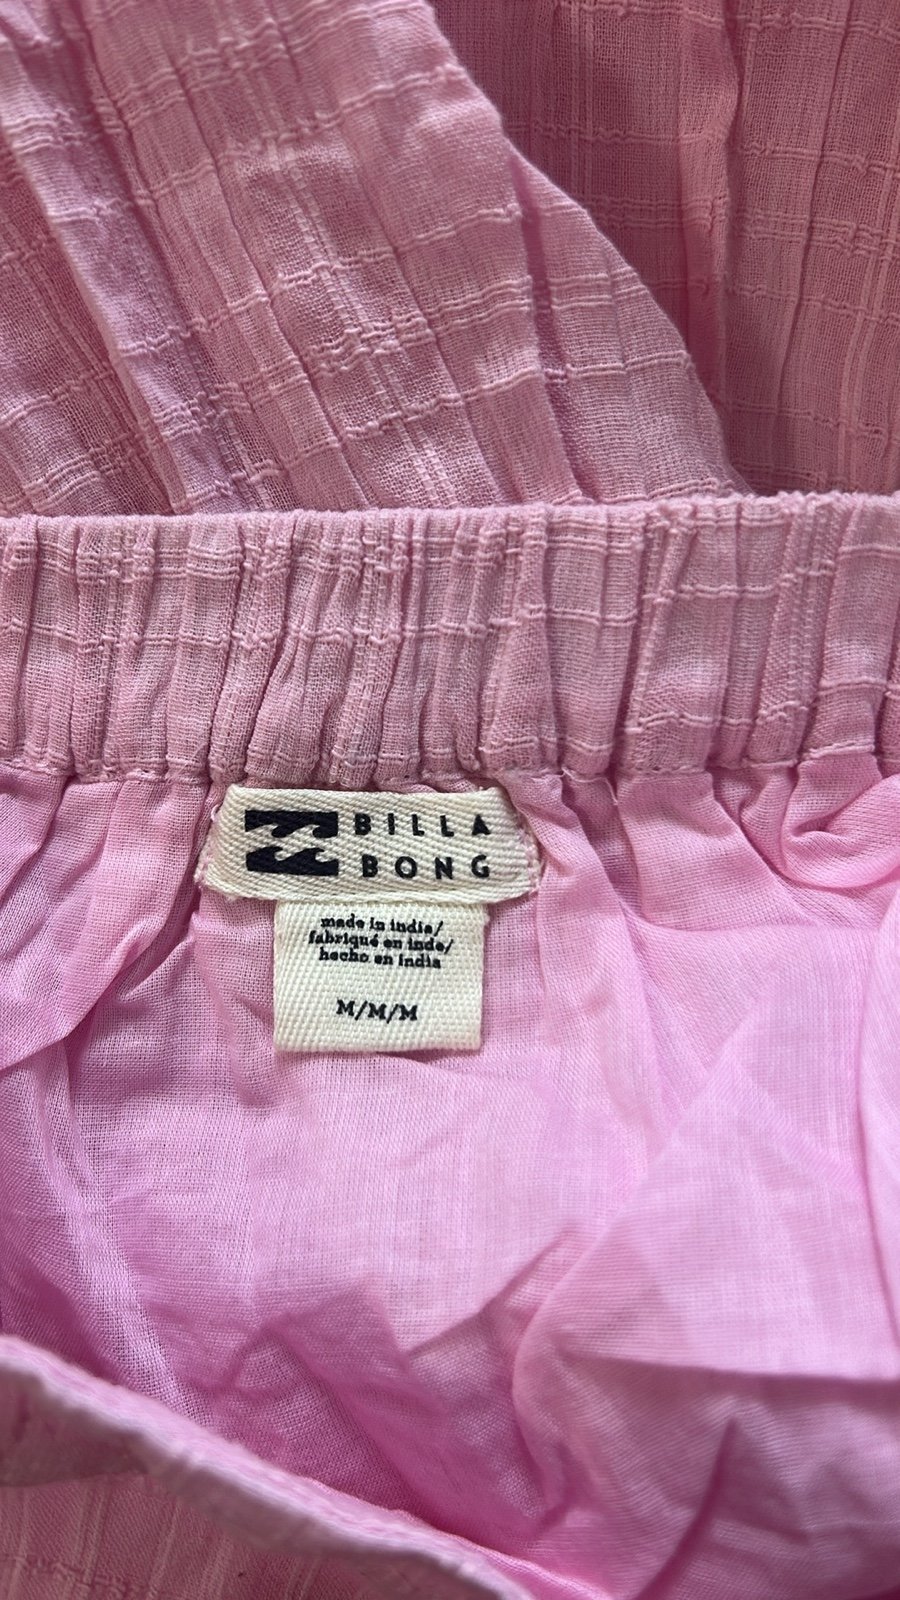 BILLA
BONG
made in india/
fabriqué en inde/
hecho en india
M/M/M